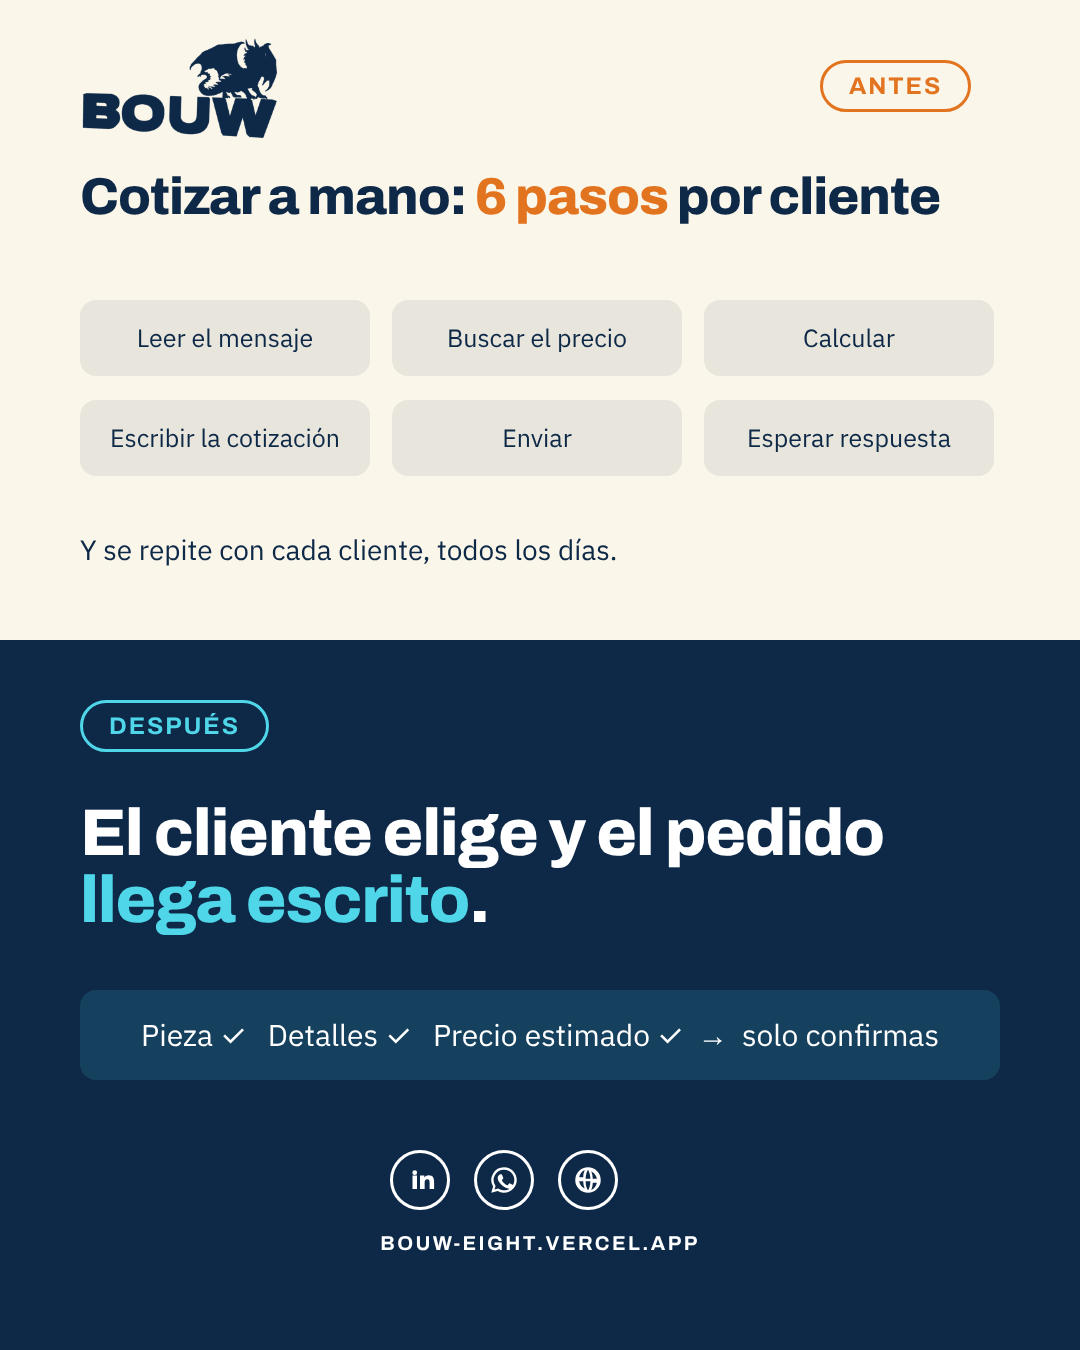 BOUW
ANTES
Cotizar a mano: 6 pasos por cliente
Leer el mensaje
Buscar el precio
Calcular
Escribir la cotización
Enviar
Esperar respuesta
Y se repite con cada cliente, todos los días.
DESPUÉS
El cliente elige y el pedido
llega escrito.
Pieza ✓ Detalles ✓ Precio estimado ✓ → solo confirmas
in
BOUW-EIGHT.VERCEL.APP